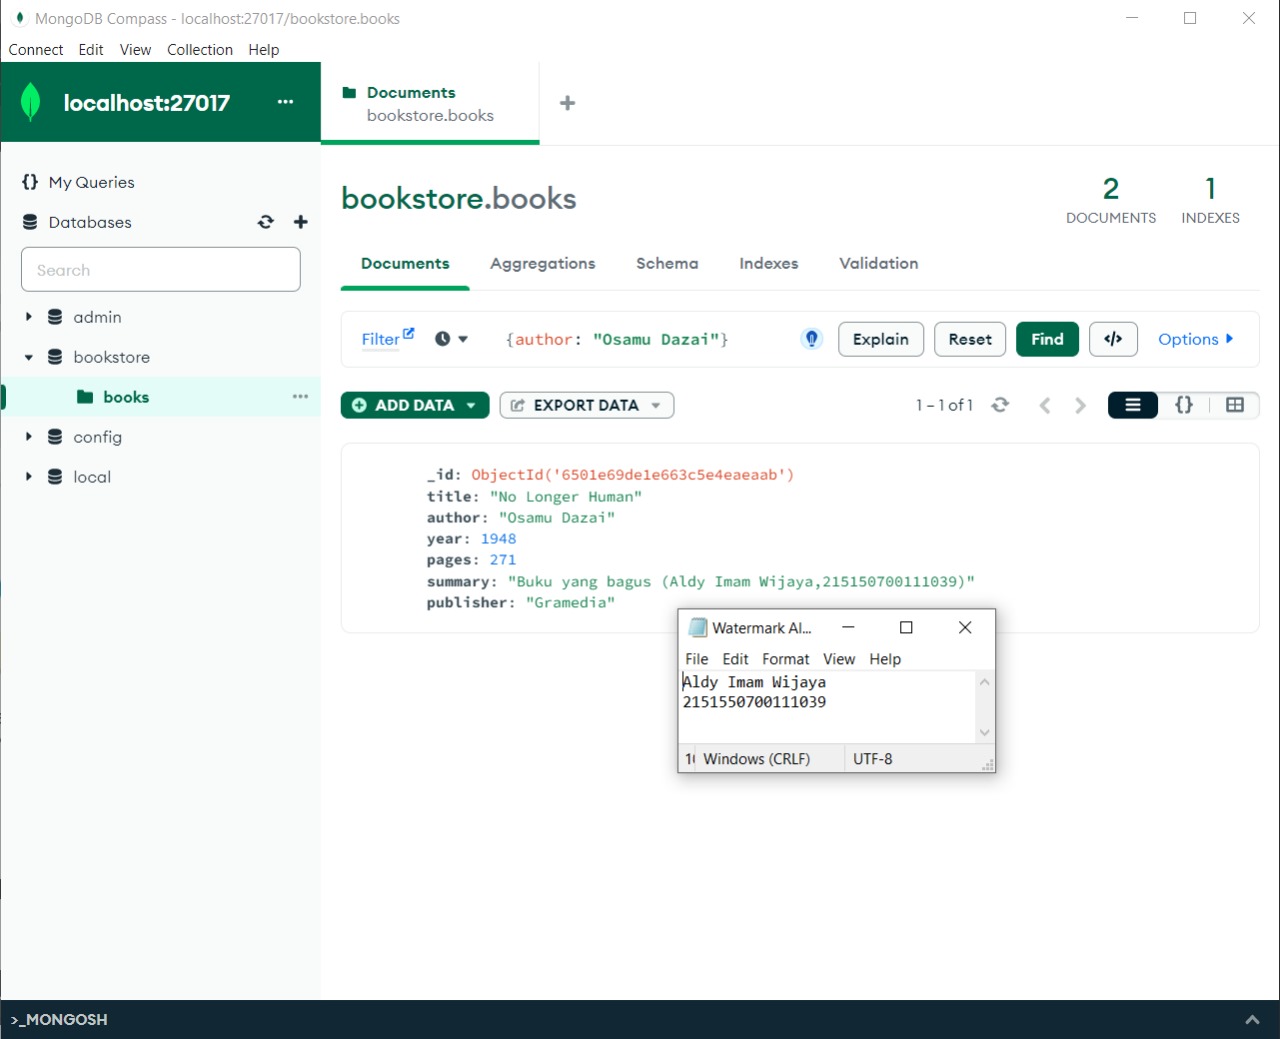 MongoDB Compass - localhost:27017/bookstore.books
Connect Edit View Collection Help
localhost:27017
Documents
bookstore.books
My Queries
Databases
Search
admin
bookstore
books
config
local
bookstore.books
2
DOCUMENTS
1
INDEXES
Documents Aggregations Schema Indexes Validation
Filter {author: "Osamu Dazai"} Explain Reset Find </> Options
ADD DATA EXPORT DATA 1 – 1 of 1 {}
_id: ObjectId('6501e69de1e663c5e4eaeaab')
title: "No Longer Human"
author: "Osamu Dazai"
year: 1948
pages: 271
summary: "Buku yang bagus (Aldy Imam Wijaya,215150700111039)"
publisher: "Gramedia"
Watermark Al...
File Edit Format View Help
Aldy Imam Wijaya
2151550700111039
Windows (CRLF) UTF-8
>_MONGOSH